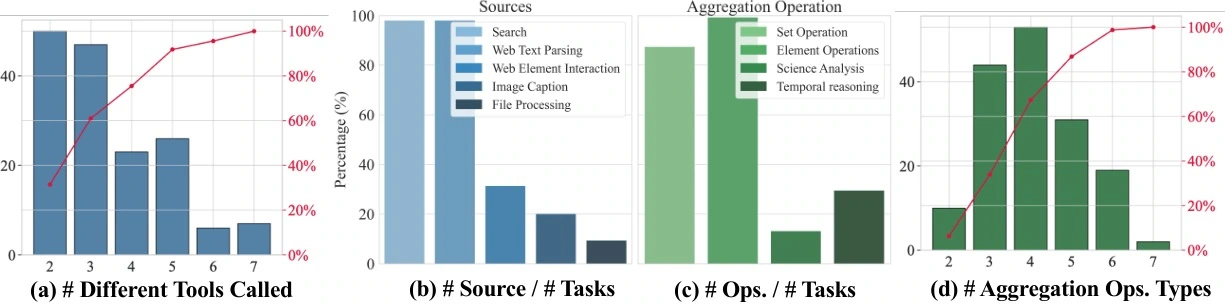 40
20
0
2 3 4 5 6 7
100%
80%
60%
40%
20%
0%
(a) # Different Tools Called
Sources
Percentage (%)
100
80
60
40
20
0
Search
Web Text Parsing
Web Element Interaction
Image Caption
File Processing
(b) # Source / # Tasks
Aggregation Operation
Set Operation
Element Operations
Science Analysis
Temporal reasoning
(c) # Ops. / # Tasks
40
20
0
2 3 4 5 6 7
100%
80%
60%
40%
20%
0%
(d) # Aggregation Ops. Types